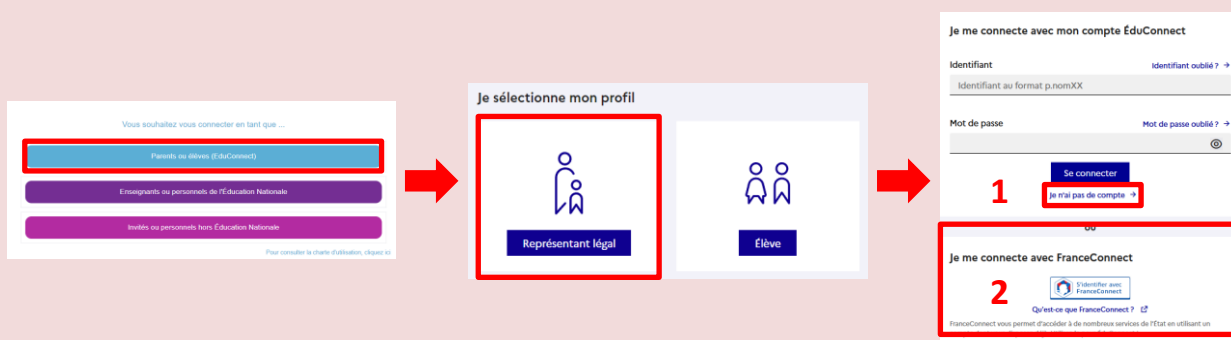 Vous souhaitez vous connecter en tant que ...
Parents ou élèves (EduConnect)
Enseignants ou personnels de l'Éducation Nationale
Invités ou personnels hors Éducation Nationale
Pour consulter la charte d'utilisation, cliquez ici
Je sélectionne mon profil
Représentant légal
Élève
Je me connecte avec mon compte ÉduConnect
Identifiant
Identifiant oublié ? →
Identifiant au format p.nomXX
Mot de passe
Mot de passe oublié ? →
Se connecter
1
Je n'ai pas de compte →
ou
Je me connecte avec FranceConnect
2
S'identifier avec
FranceConnect
Qu'est-ce que FranceConnect ?
FranceConnect vous permet d'accéder à de nombreux services de l'État en utilisant un